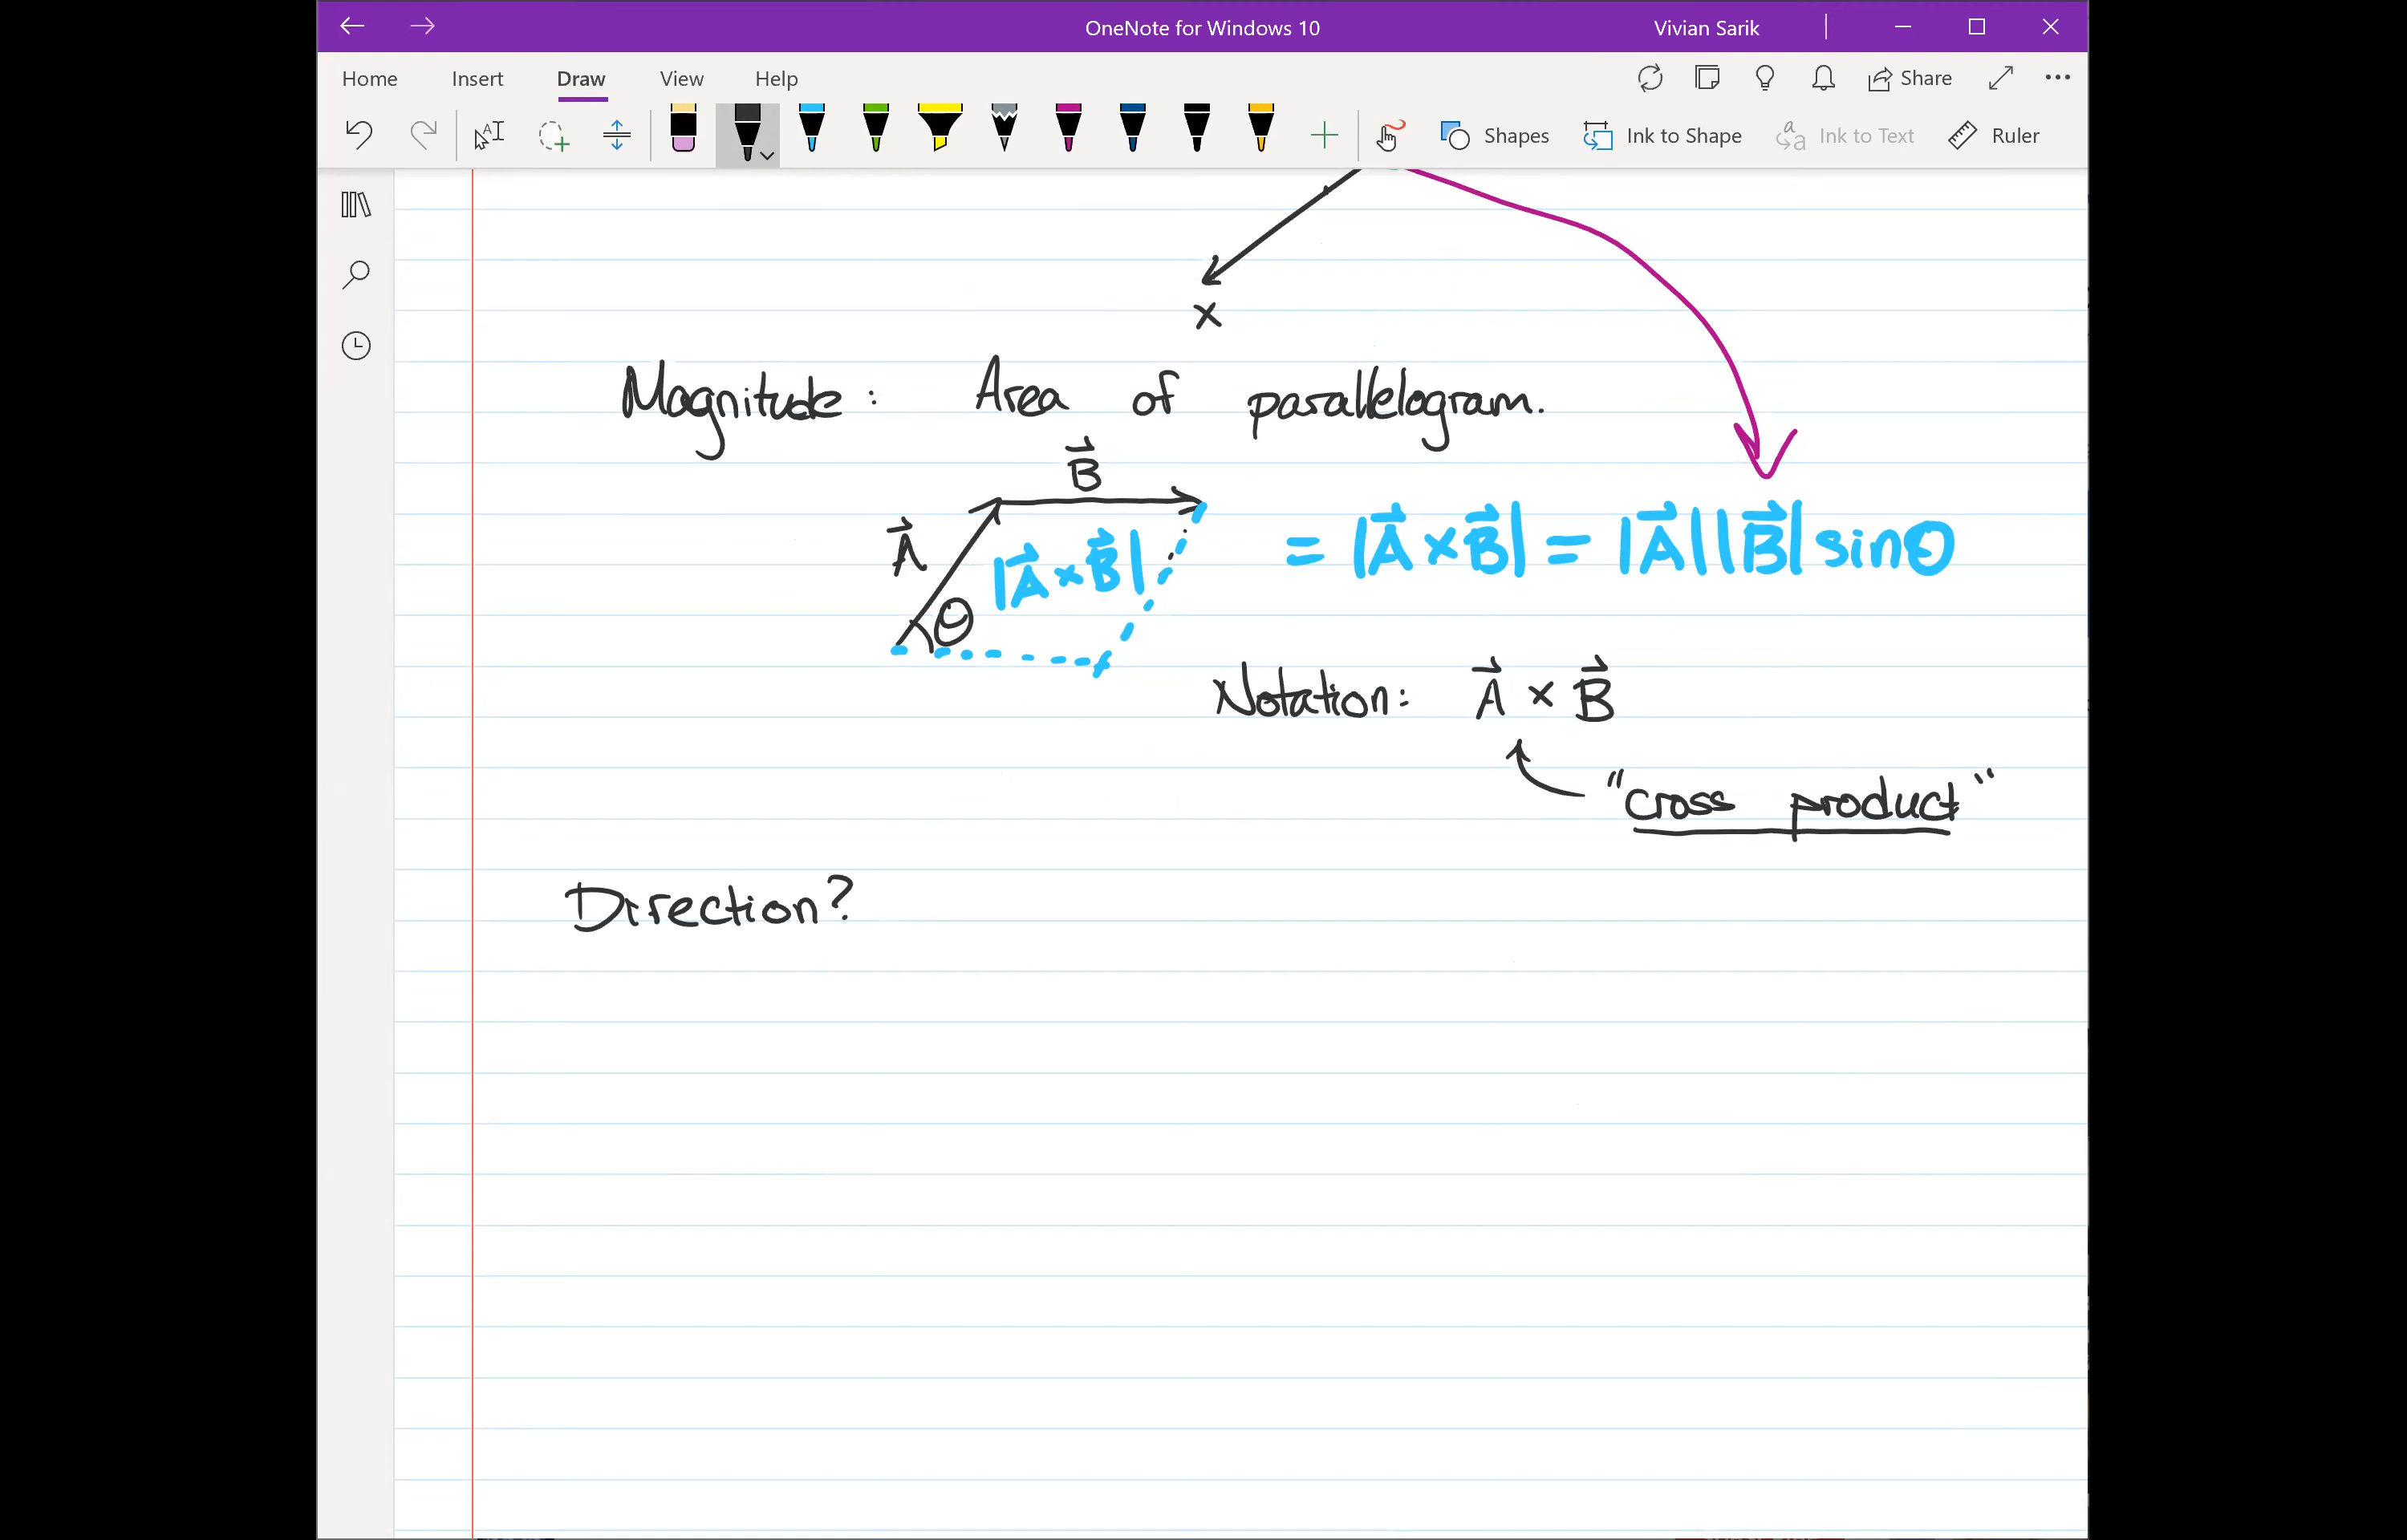 OneNote for Windows 10 Vivian Sarik
Home Insert Draw View Help Share
Shapes Ink to Shape Ink to Text Ruler
x
Magnitude: Area of parallelogram.
B⃗
A⃗ |A⃗ × B⃗| = |A⃗ × B⃗| = |A⃗||B⃗| sinθ
θ
Notation: A⃗ × B⃗
"cross product"
Direction?